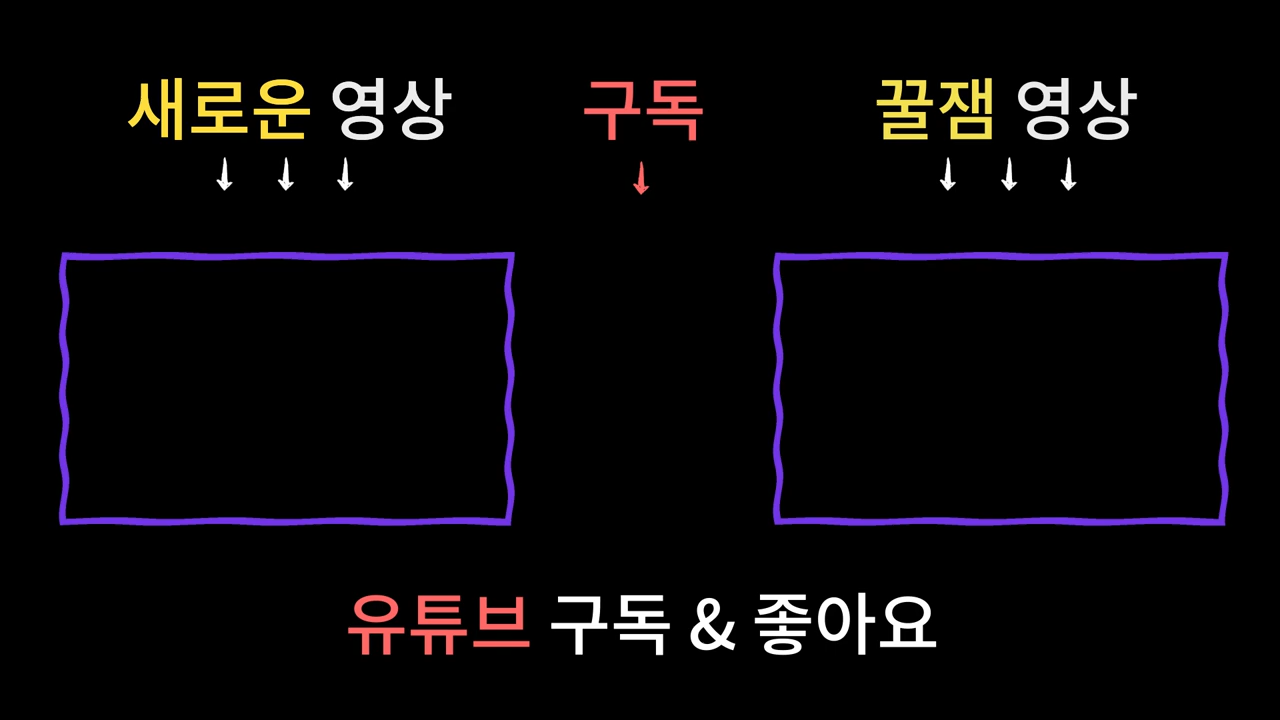 새로운 영상
구독
꿀잼 영상
유튜브 구독 & 좋아요